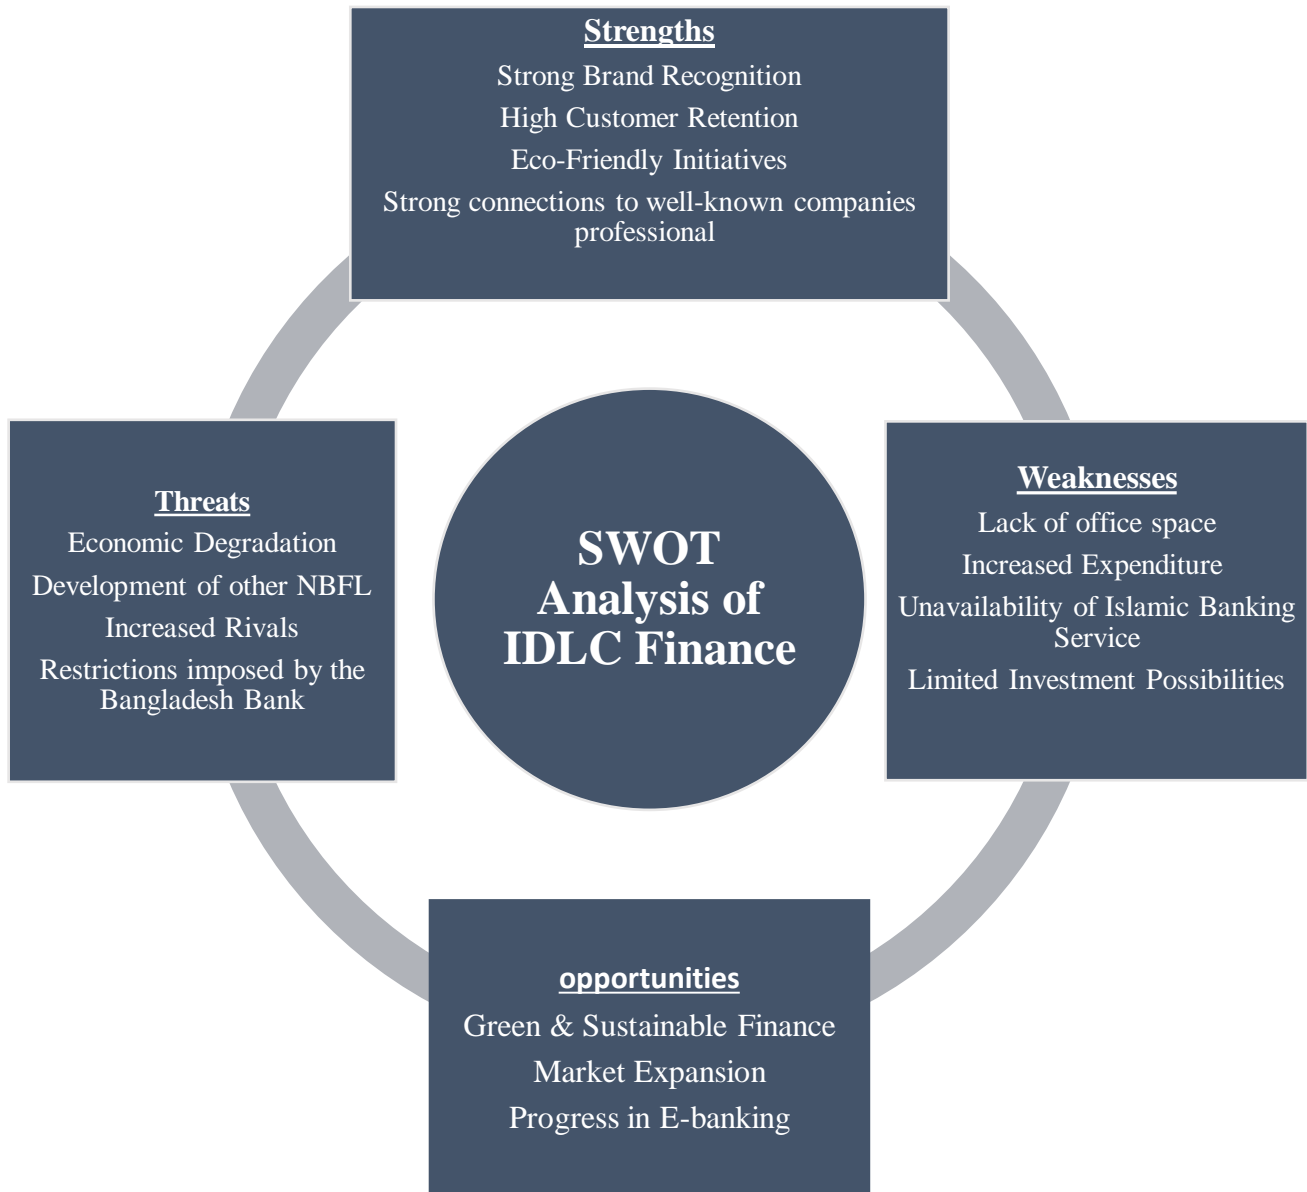 Strengths
Strong Brand Recognition
High Customer Retention
Eco-Friendly Initiatives
Strong connections to well-known companies
professional
Threats
Economic Degradation
Development of other NBFL
Increased Rivals
Restrictions imposed by the
Bangladesh Bank
SWOT
Analysis of
IDLC Finance
Weaknesses
Lack of office space
Increased Expenditure
Unavailability of Islamic Banking
Service
Limited Investment Possibilities
opportunities
Green & Sustainable Finance
Market Expansion
Progress in E-banking